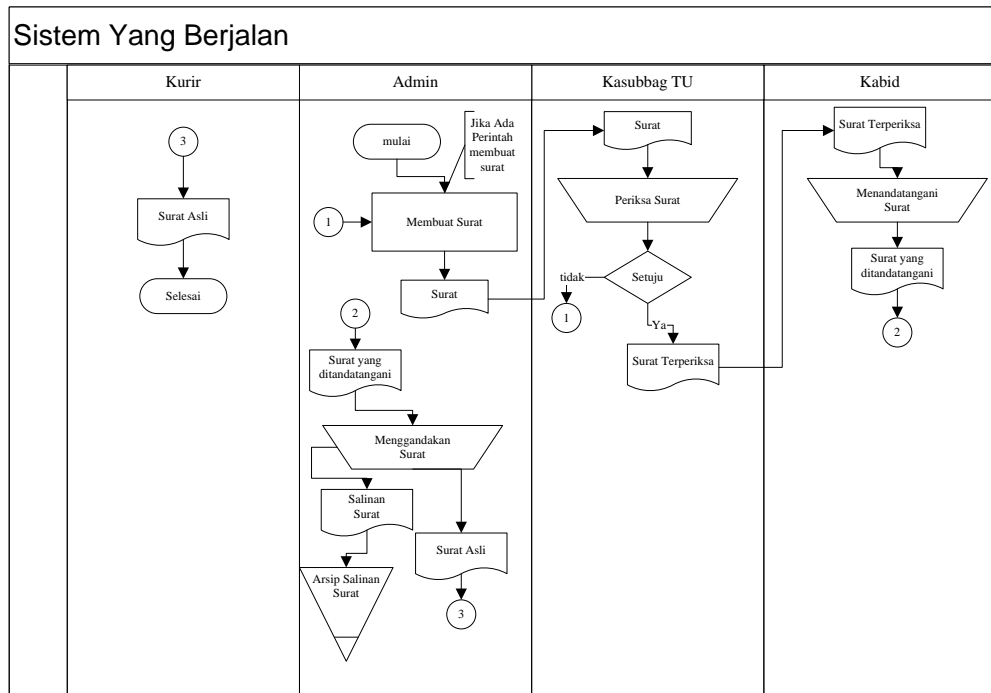 Sistem Yang Berjalan
Kurir
Admin
Kasubbag TU
Kabid
3
Surat Asli
Selesai
mulai
Jika Ada
Perintah
membuat
surat
1
Membuat Surat
Surat
2
Surat yang
ditandatangani
Menggandakan
Surat
Salinan
Surat
Surat Asli
Arsip Salinan
Surat
3
Surat
Periksa Surat
Setuju
tidak
1
Ya
Surat Terperiksa
Surat Terperiksa
Menandatangani
Surat
Surat yang
ditandatangani
2